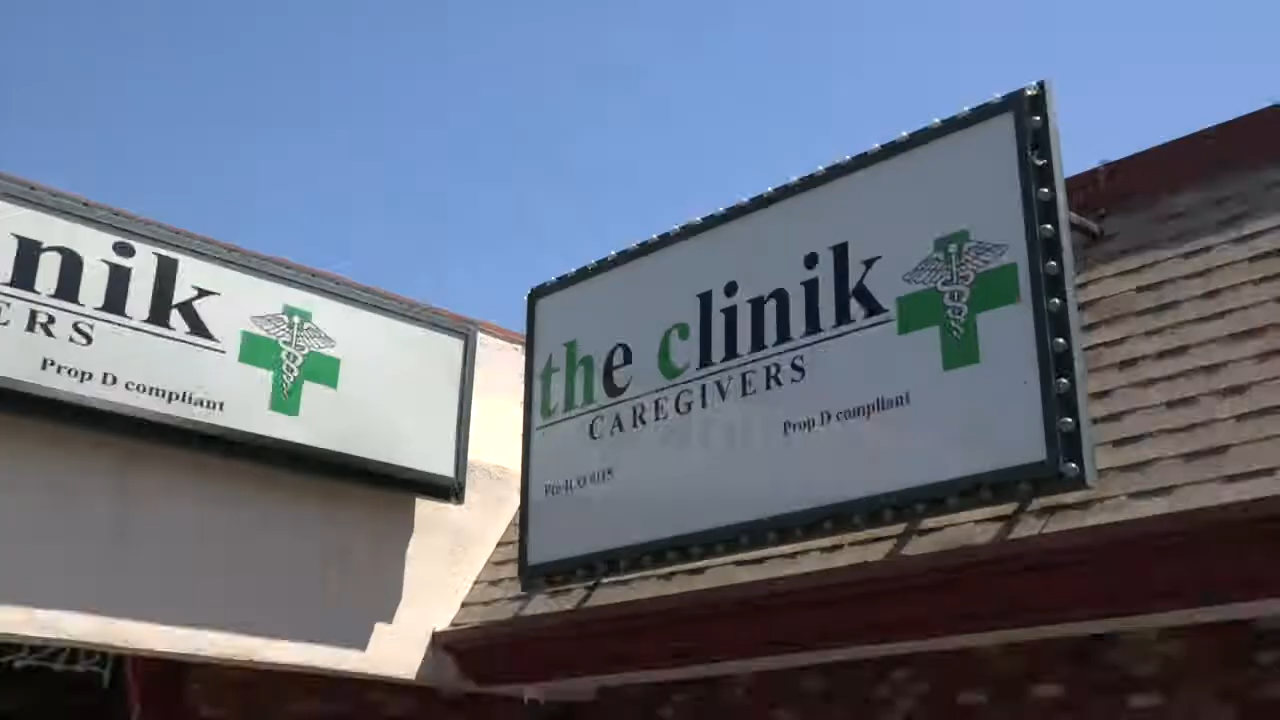 nik
ERS
Prop D compliant
the clinik
CAREGIVERS
Prop D compliant